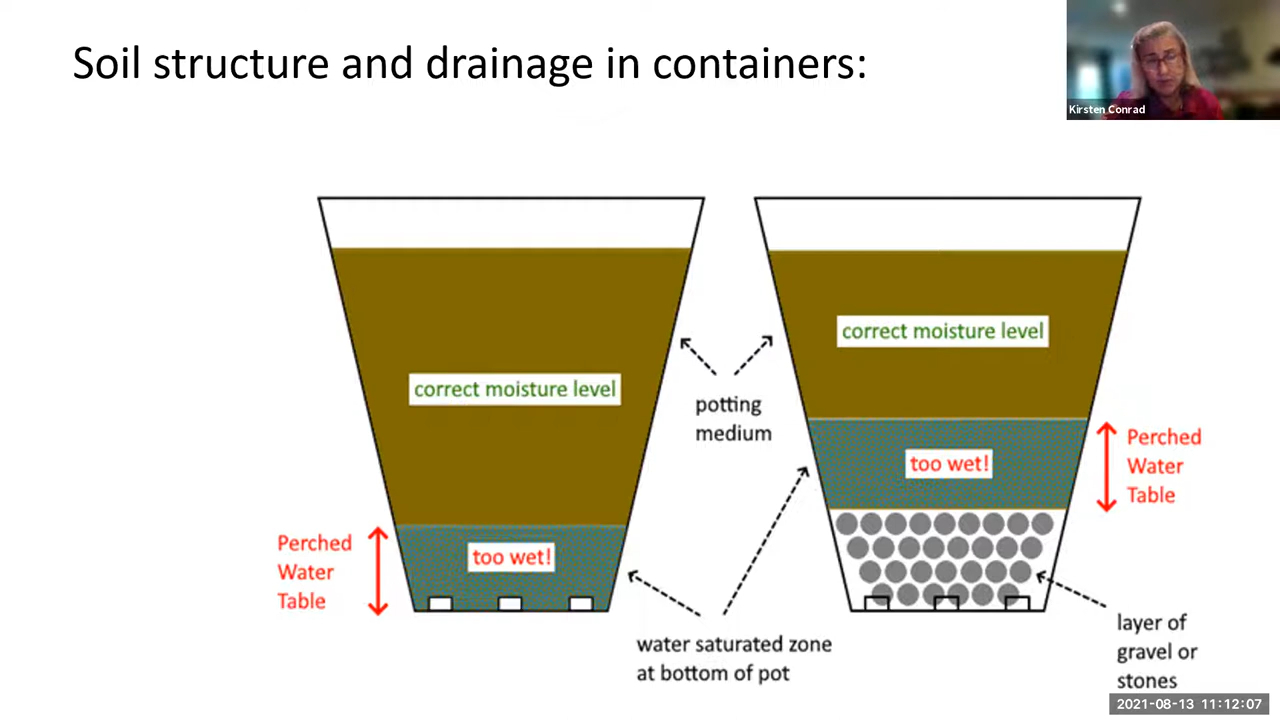 Soil structure and drainage in containers:
Kirsten Conrad
correct moisture level
correct moisture level
potting
medium
too wet!
Perched
Water
Table
Perched
Water
Table
too wet!
water saturated zone
at bottom of pot
layer of
gravel or
stones
2021-08-13 11:12:07